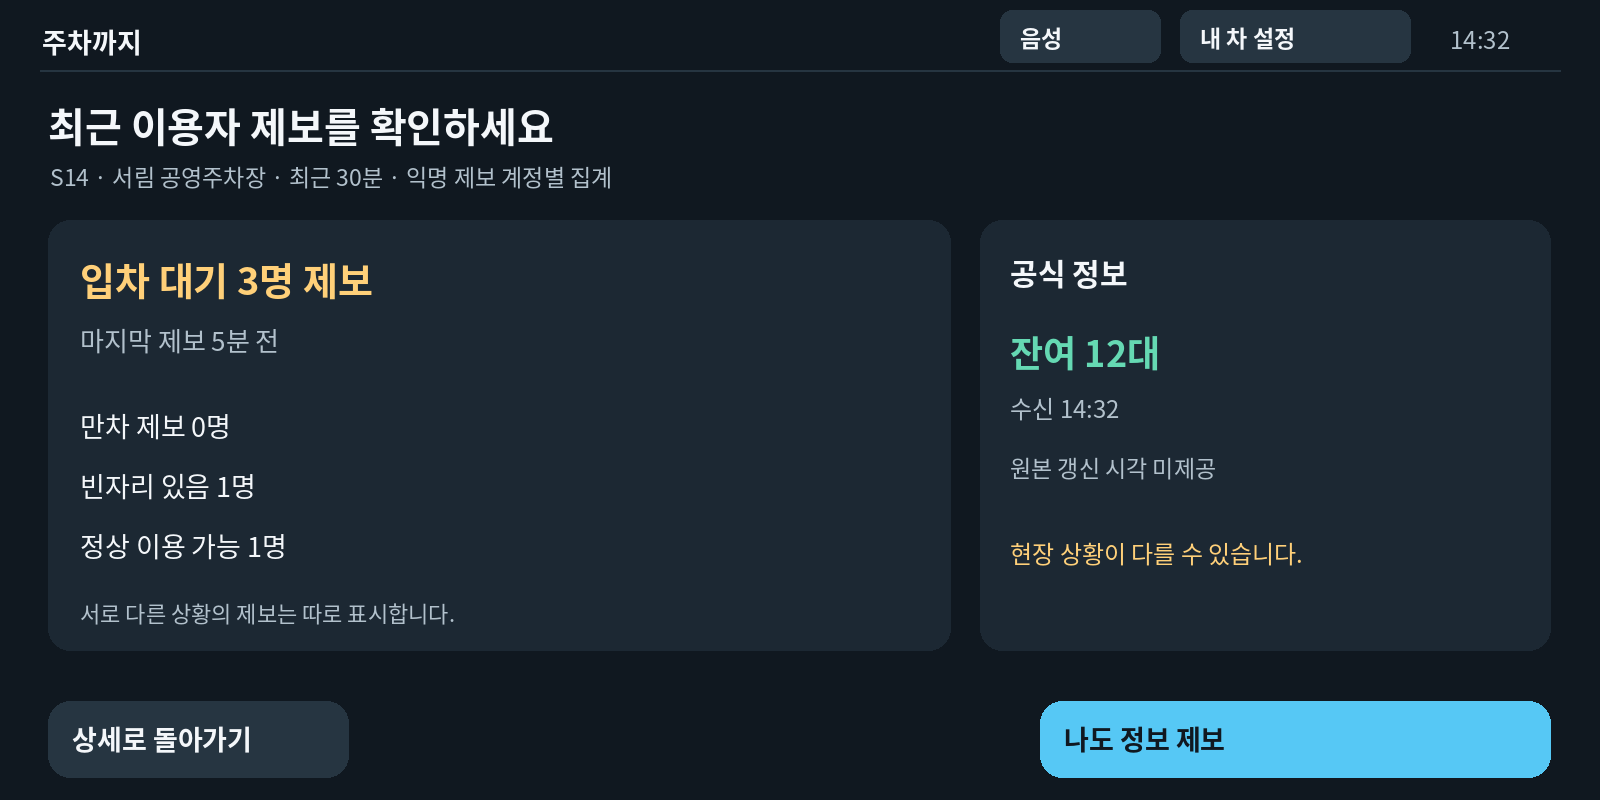 주차까지
음성
내 차 설정
14:32
최근 이용자 제보를 확인하세요
S14 · 서림 공영주차장 · 최근 30분 · 익명 제보 계정별 집계
입차 대기 3명 제보
마지막 제보 5분 전
만차 제보 0명
빈자리 있음 1명
정상 이용 가능 1명
서로 다른 상황의 제보는 따로 표시합니다.
공식 정보
잔여 12대
수신 14:32
원본 갱신 시각 미제공
현장 상황이 다를 수 있습니다.
상세로 돌아가기
나도 정보 제보